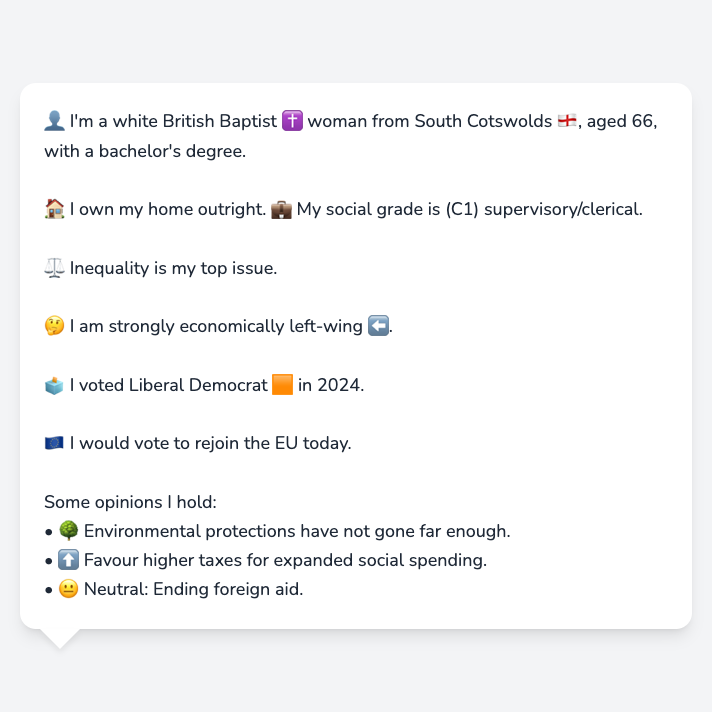 👤 I'm a white British Baptist ✝️ woman from South Cotswolds 🏴󠁧󠁢󠁥󠁮󠁧󠁿, aged 66,
with a bachelor's degree.
🏠 I own my home outright. 💼 My social grade is (C1) supervisory/clerical.
⚖️ Inequality is my top issue.
🤔 I am strongly economically left-wing ⬅️.
🗳️ I voted Liberal Democrat 🟧 in 2024.
🇪🇺 I would vote to rejoin the EU today.
Some opinions I hold:
• 🌳 Environmental protections have not gone far enough.
• ⬆️ Favour higher taxes for expanded social spending.
• 😐 Neutral: Ending foreign aid.